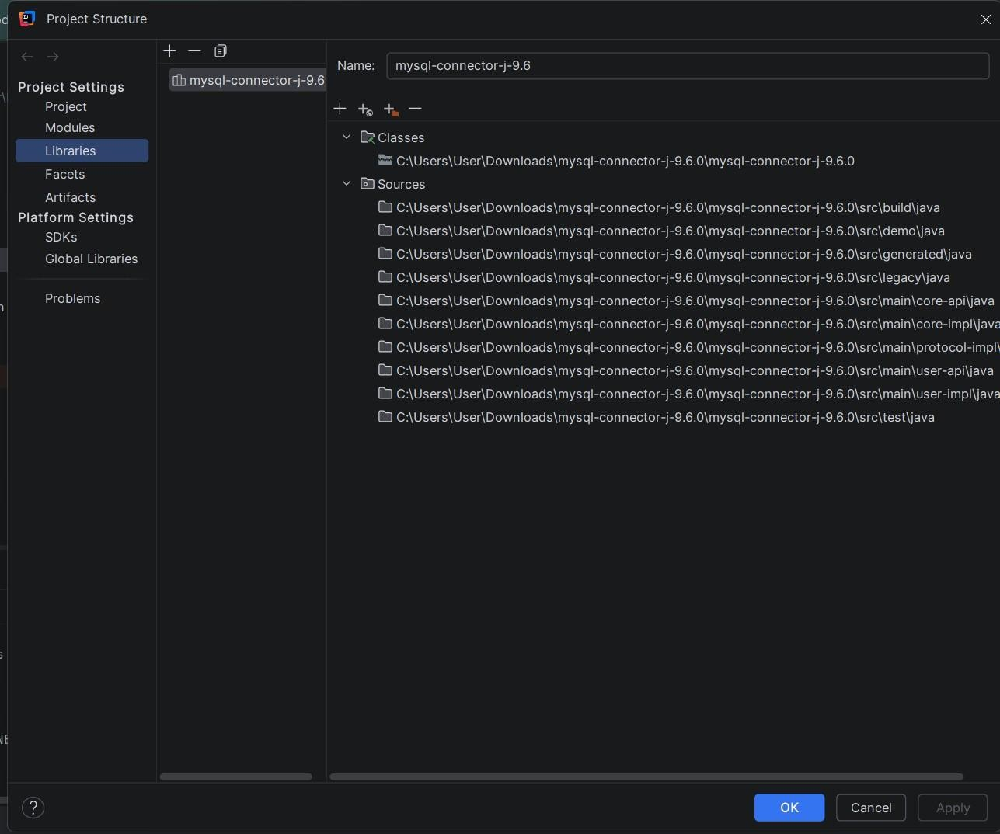 Project Structure
Project Settings
Project
Modules
Libraries
Facets
Artifacts
Platform Settings
SDKs
Global Libraries
Problems
mysql-connector-j-9.6
Name: mysql-connector-j-9.6
Classes
C:\Users\User\Downloads\mysql-connector-j-9.6.0\mysql-connector-j-9.6.0
Sources
C:\Users\User\Downloads\mysql-connector-j-9.6.0\mysql-connector-j-9.6.0\src\build\java
C:\Users\User\Downloads\mysql-connector-j-9.6.0\mysql-connector-j-9.6.0\src\demo\java
C:\Users\User\Downloads\mysql-connector-j-9.6.0\mysql-connector-j-9.6.0\src\generated\java
C:\Users\User\Downloads\mysql-connector-j-9.6.0\mysql-connector-j-9.6.0\src\legacy\java
C:\Users\User\Downloads\mysql-connector-j-9.6.0\mysql-connector-j-9.6.0\src\main\core-api\java
C:\Users\User\Downloads\mysql-connector-j-9.6.0\mysql-connector-j-9.6.0\src\main\core-impl\java
C:\Users\User\Downloads\mysql-connector-j-9.6.0\mysql-connector-j-9.6.0\src\main\protocol-impl\
C:\Users\User\Downloads\mysql-connector-j-9.6.0\mysql-connector-j-9.6.0\src\main\user-api\java
C:\Users\User\Downloads\mysql-connector-j-9.6.0\mysql-connector-j-9.6.0\src\main\user-impl\java
C:\Users\User\Downloads\mysql-connector-j-9.6.0\mysql-connector-j-9.6.0\src\test\java
?
OK
Cancel
Apply